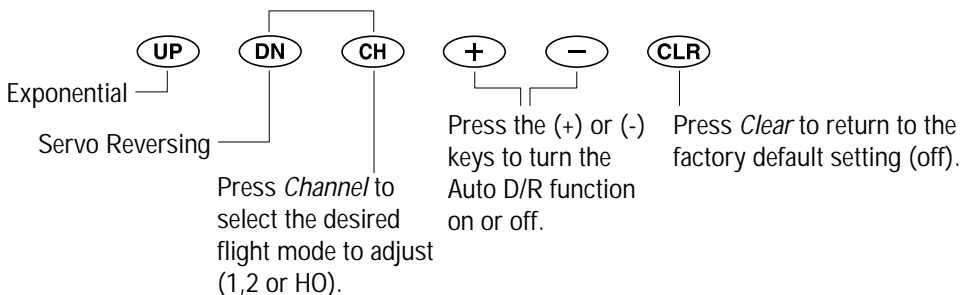 UP DN CH + − CLR
Exponential
Servo Reversing
Press Channel to
select the desired
flight mode to adjust
(1,2 or HO).
Press the (+) or (-)
keys to turn the
Auto D/R function
on or off.
Press Clear to return to the
factory default setting (off).